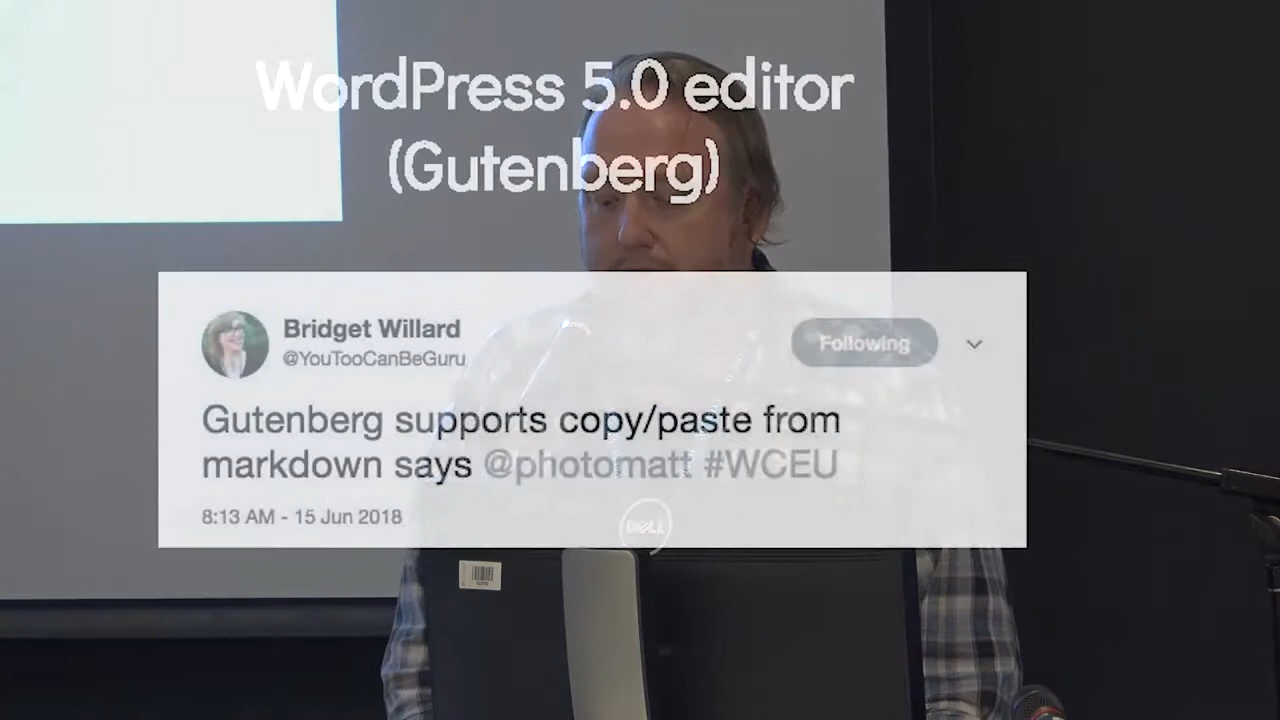 WordPress 5.0 editor
(Gutenberg)
Bridget Willard
@YouTooCanBeGuru
Following
Gutenberg supports copy/paste from
markdown says @photomatt #WCEU
8:13 AM - 15 Jun 2018
DELL